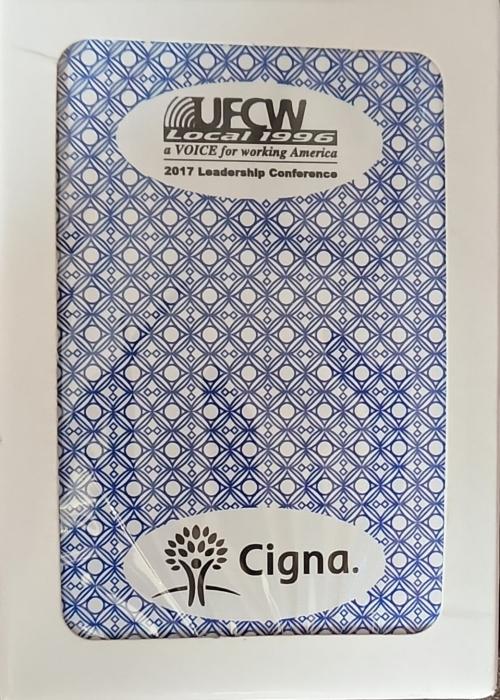 UFCW
Local 1996
a VOICE for working America
2017 Leadership Conference
Cigna.